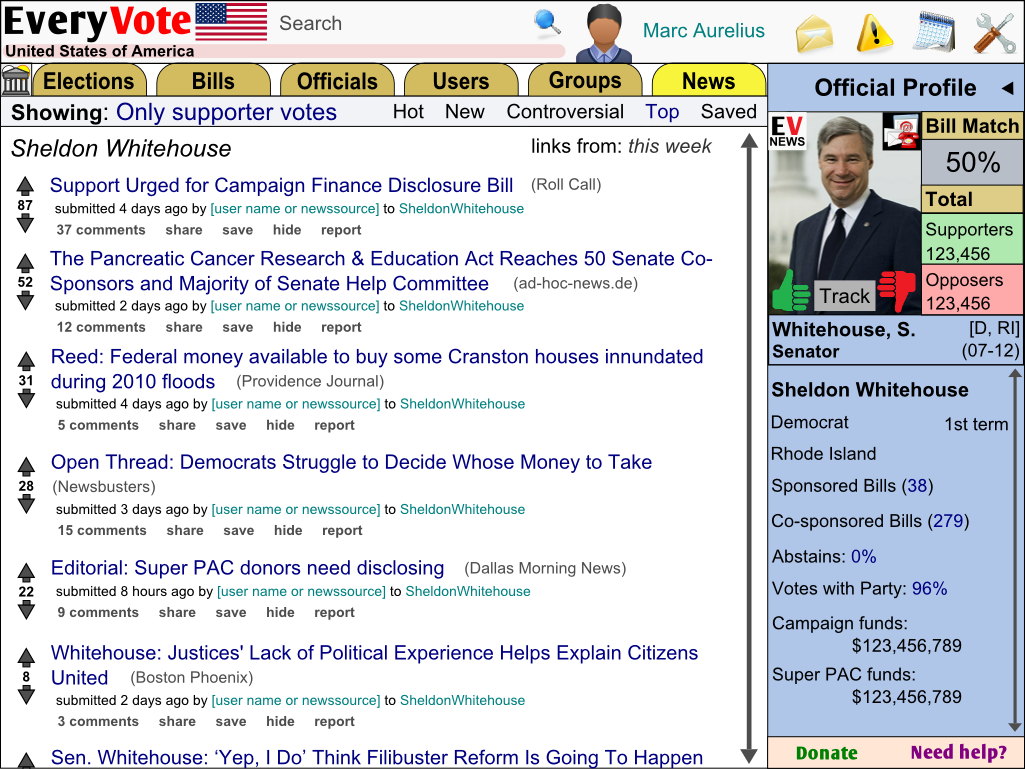 EveryVote
United States of America
Search
Marc Aurelius
Elections
Bills
Officials
Users
Groups
News
Showing: Only supporter votes
Hot New Controversial Top Saved
Sheldon Whitehouse
links from: this week
Support Urged for Campaign Finance Disclosure Bill (Roll Call)
87
submitted 4 days ago by [user name or newssource] to SheldonWhitehouse
37 comments share save hide report
The Pancreatic Cancer Research & Education Act Reaches 50 Senate Co-
Sponsors and Majority of Senate Help Committee (ad-hoc-news.de)
52
submitted 2 days ago by [user name or newssource] to SheldonWhitehouse
12 comments share save hide report
Reed: Federal money available to buy some Cranston houses innundated
during 2010 floods (Providence Journal)
31
submitted 4 days ago by [user name or newssource] to SheldonWhitehouse
5 comments share save hide report
Open Thread: Democrats Struggle to Decide Whose Money to Take
(Newsbusters)
28
submitted 3 days ago by [user name or newssource] to SheldonWhitehouse
15 comments share save hide report
Editorial: Super PAC donors need disclosing (Dallas Morning News)
22
submitted 8 hours ago by [user name or newssource] to SheldonWhitehouse
9 comments share save hide report
Whitehouse: Justices' Lack of Political Experience Helps Explain Citizens
United (Boston Phoenix)
8
submitted 2 days ago by [user name or newssource] to SheldonWhitehouse
3 comments share save hide report
Sen. Whitehouse: ‘Yep, I Do’ Think Filibuster Reform Is Going To Happen
Official Profile
EV
NEWS
Bill Match
50%
Total
Supporters
123,456
Opposers
123,456
Track
Whitehouse, S. [D, RI]
Senator (07-12)
Sheldon Whitehouse
Democrat 1st term
Rhode Island
Sponsored Bills (38)
Co-sponsored Bills (279)
Abstains: 0%
Votes with Party: 96%
Campaign funds:
$123,456,789
Super PAC funds:
$123,456,789
Donate
Need help?